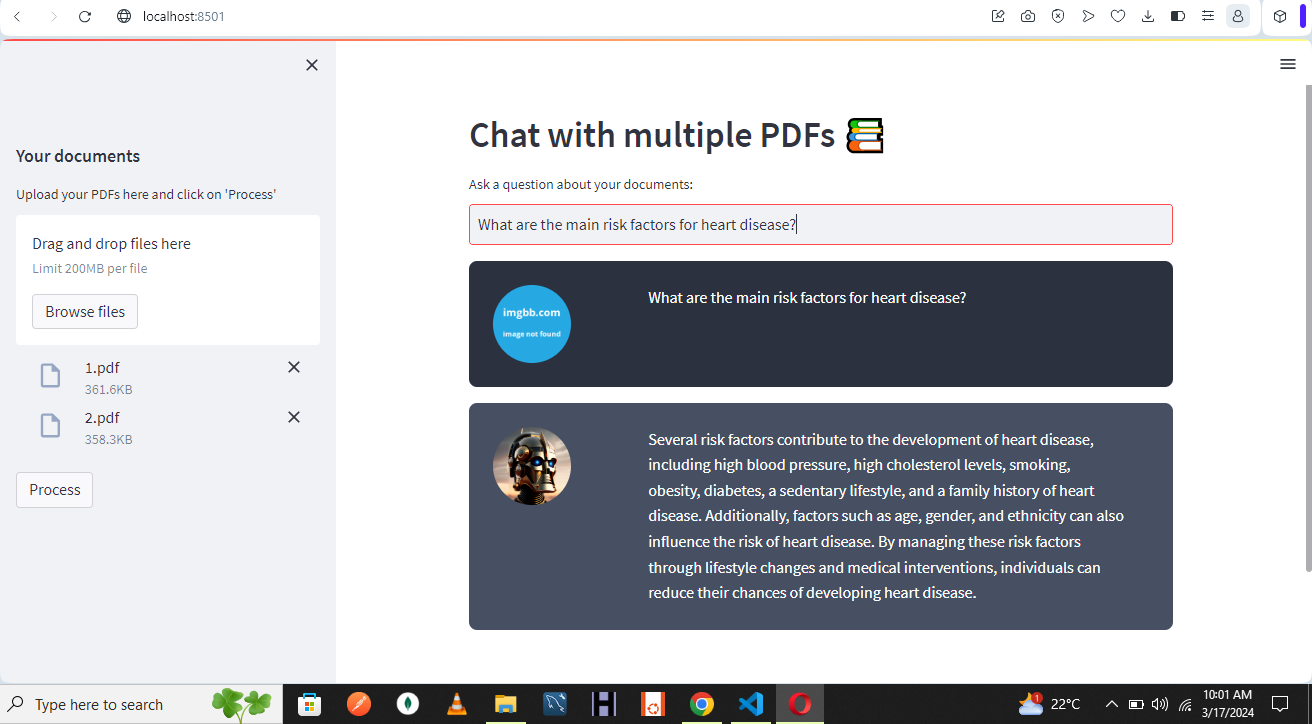 localhost:8501
Your documents
Upload your PDFs here and click on 'Process'
Drag and drop files here
Limit 200MB per file
Browse files
1.pdf
361.6KB
2.pdf
358.3KB
Process
Chat with multiple PDFs
Ask a question about your documents:
What are the main risk factors for heart disease?
imgbb.com
image not found
What are the main risk factors for heart disease?
Several risk factors contribute to the development of heart disease,
including high blood pressure, high cholesterol levels, smoking,
obesity, diabetes, a sedentary lifestyle, and a family history of heart
disease. Additionally, factors such as age, gender, and ethnicity can also
influence the risk of heart disease. By managing these risk factors
through lifestyle changes and medical interventions, individuals can
reduce their chances of developing heart disease.
Type here to search
1
22°C
10:01 AM
3/17/2024